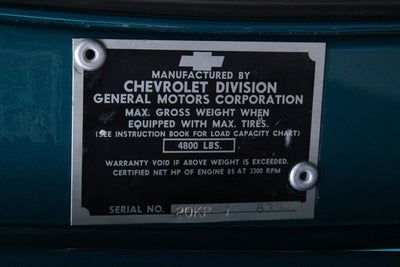 MANUFACTURED BY
CHEVROLET DIVISION
GENERAL MOTORS CORPORATION
MAX. GROSS WEIGHT WHEN
EQUIPPED WITH MAX. TIRES.
(SEE INSTRUCTION BOOK FOR LOAD CAPACITY CHART)
4800 LBS.
WARRANTY VOID IF ABOVE WEIGHT IS EXCEEDED.
CERTIFIED NET HP OF ENGINE 85 AT 3300 RPM
SERIAL NO.